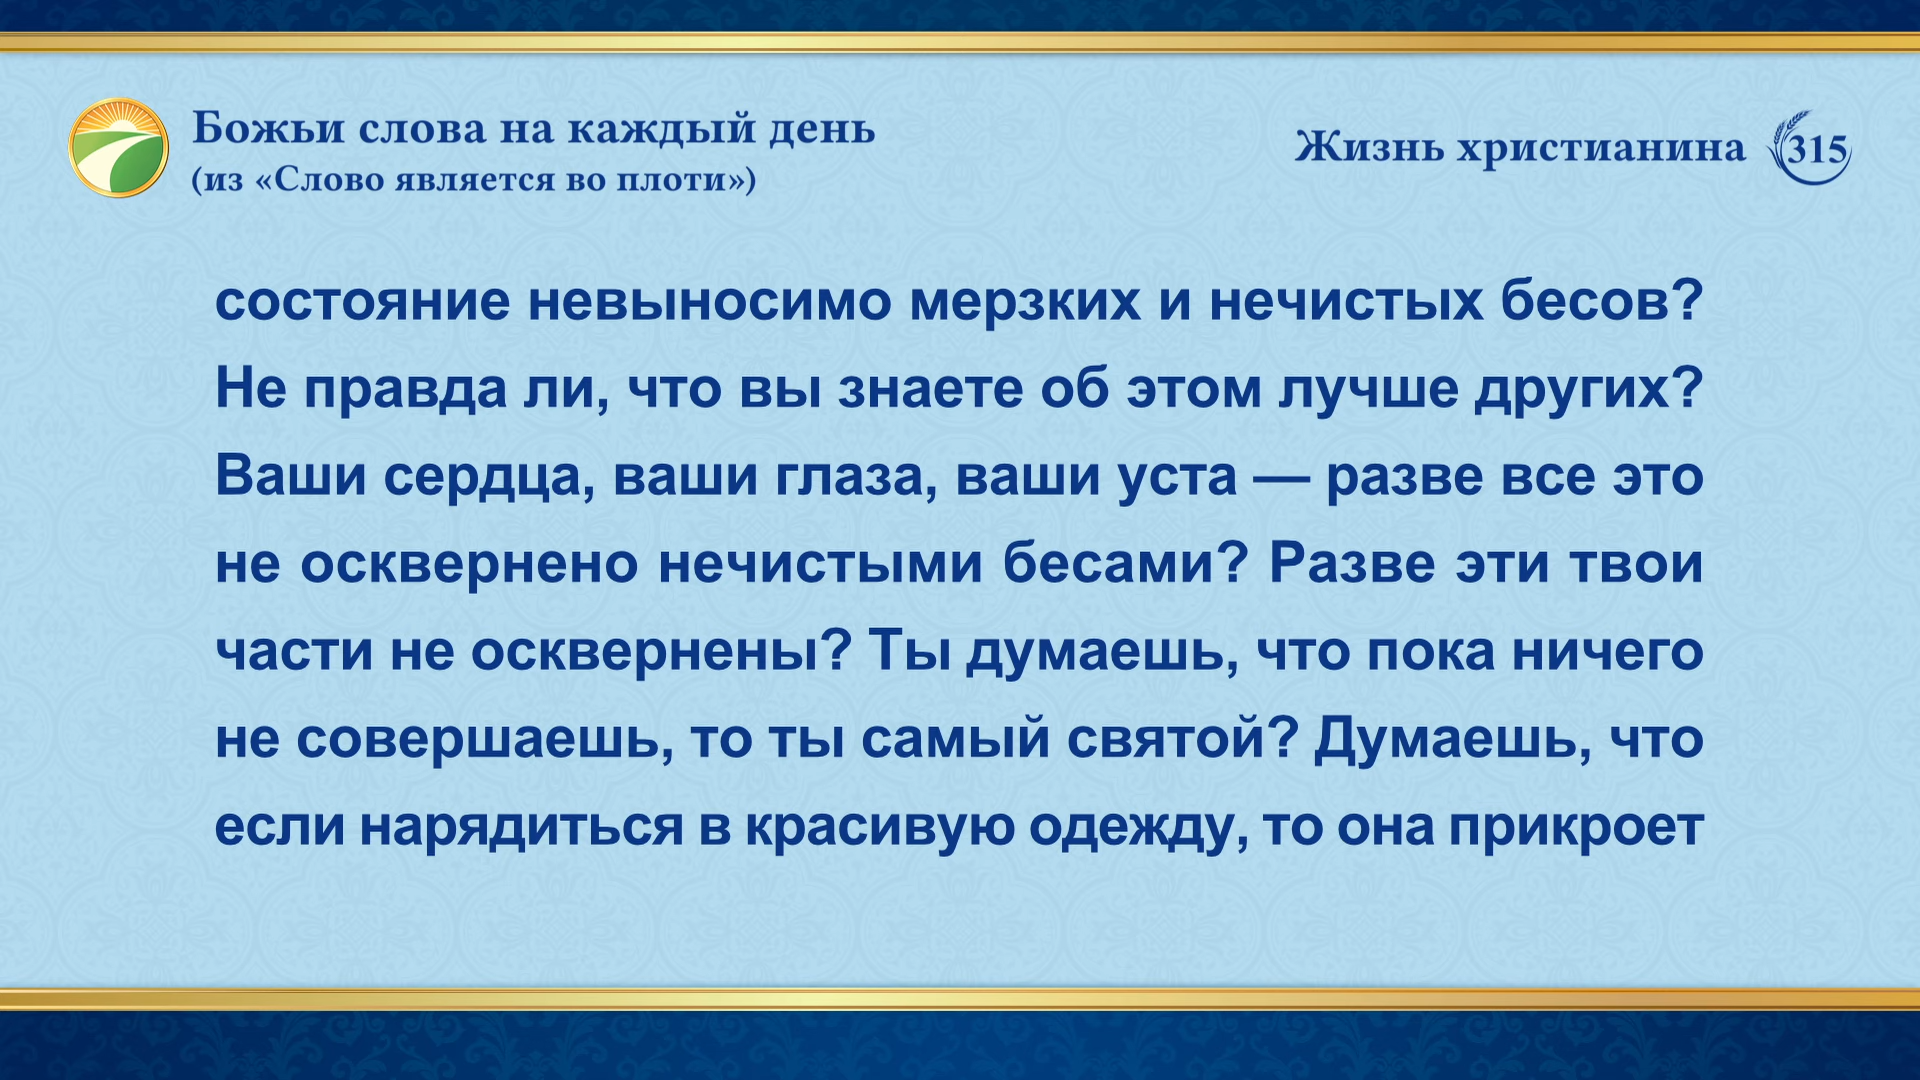 Божьи слова на каждый день
(из «Слово является во плоти»)
Жизнь христианина 315
состояние невыносимо мерзких и нечистых бесов?
Не правда ли, что вы знаете об этом лучше других?
Ваши сердца, ваши глаза, ваши уста — разве все это
не осквернено нечистыми бесами? Разве эти твои
части не осквернены? Ты думаешь, что пока ничего
не совершаешь, то ты самый святой? Думаешь, что
если нарядиться в красивую одежду, то она прикроет